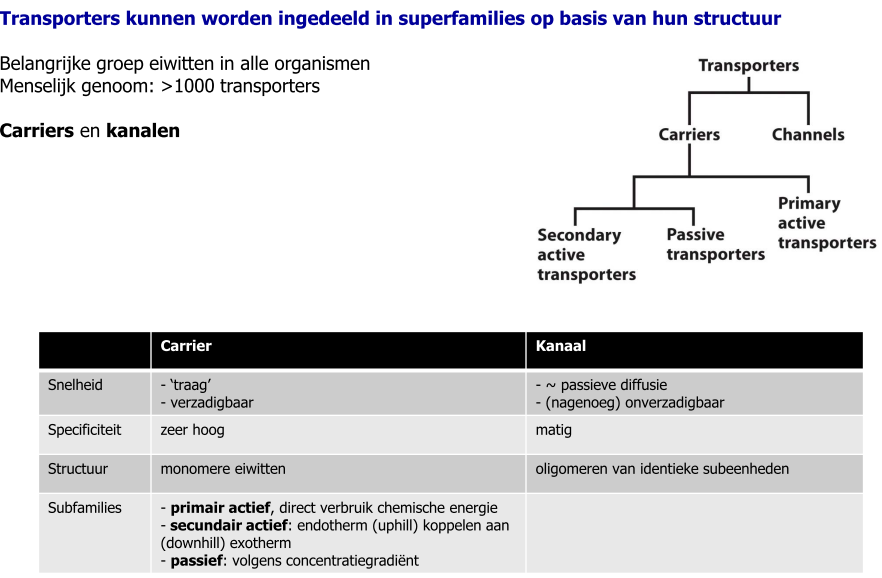 Transporters kunnen worden ingedeeld in superfamilies op basis van hun structuur
Belangrijke groep eiwitten in alle organismen
Menselijk genoom: >1000 transporters
Carriers en kanalen
Transporters
Carriers
Channels
Primary
active
transporters
Secondary
active
transporters
Passive
transporters
Carrier
Kanaal
Snelheid
- ‘traag’
- verzadigbaar
- ~ passieve diffusie
- (nagenoeg) onverzadigbaar
Specificiteit
zeer hoog
matig
Structuur
monomere eiwitten
oligomeren van identieke subeenheden
Subfamilies
- primair actief, direct verbruik chemische energie
- secundair actief: endotherm (uphill) koppelen aan
(downhill) exotherm
- passief: volgens concentratiegradiënt